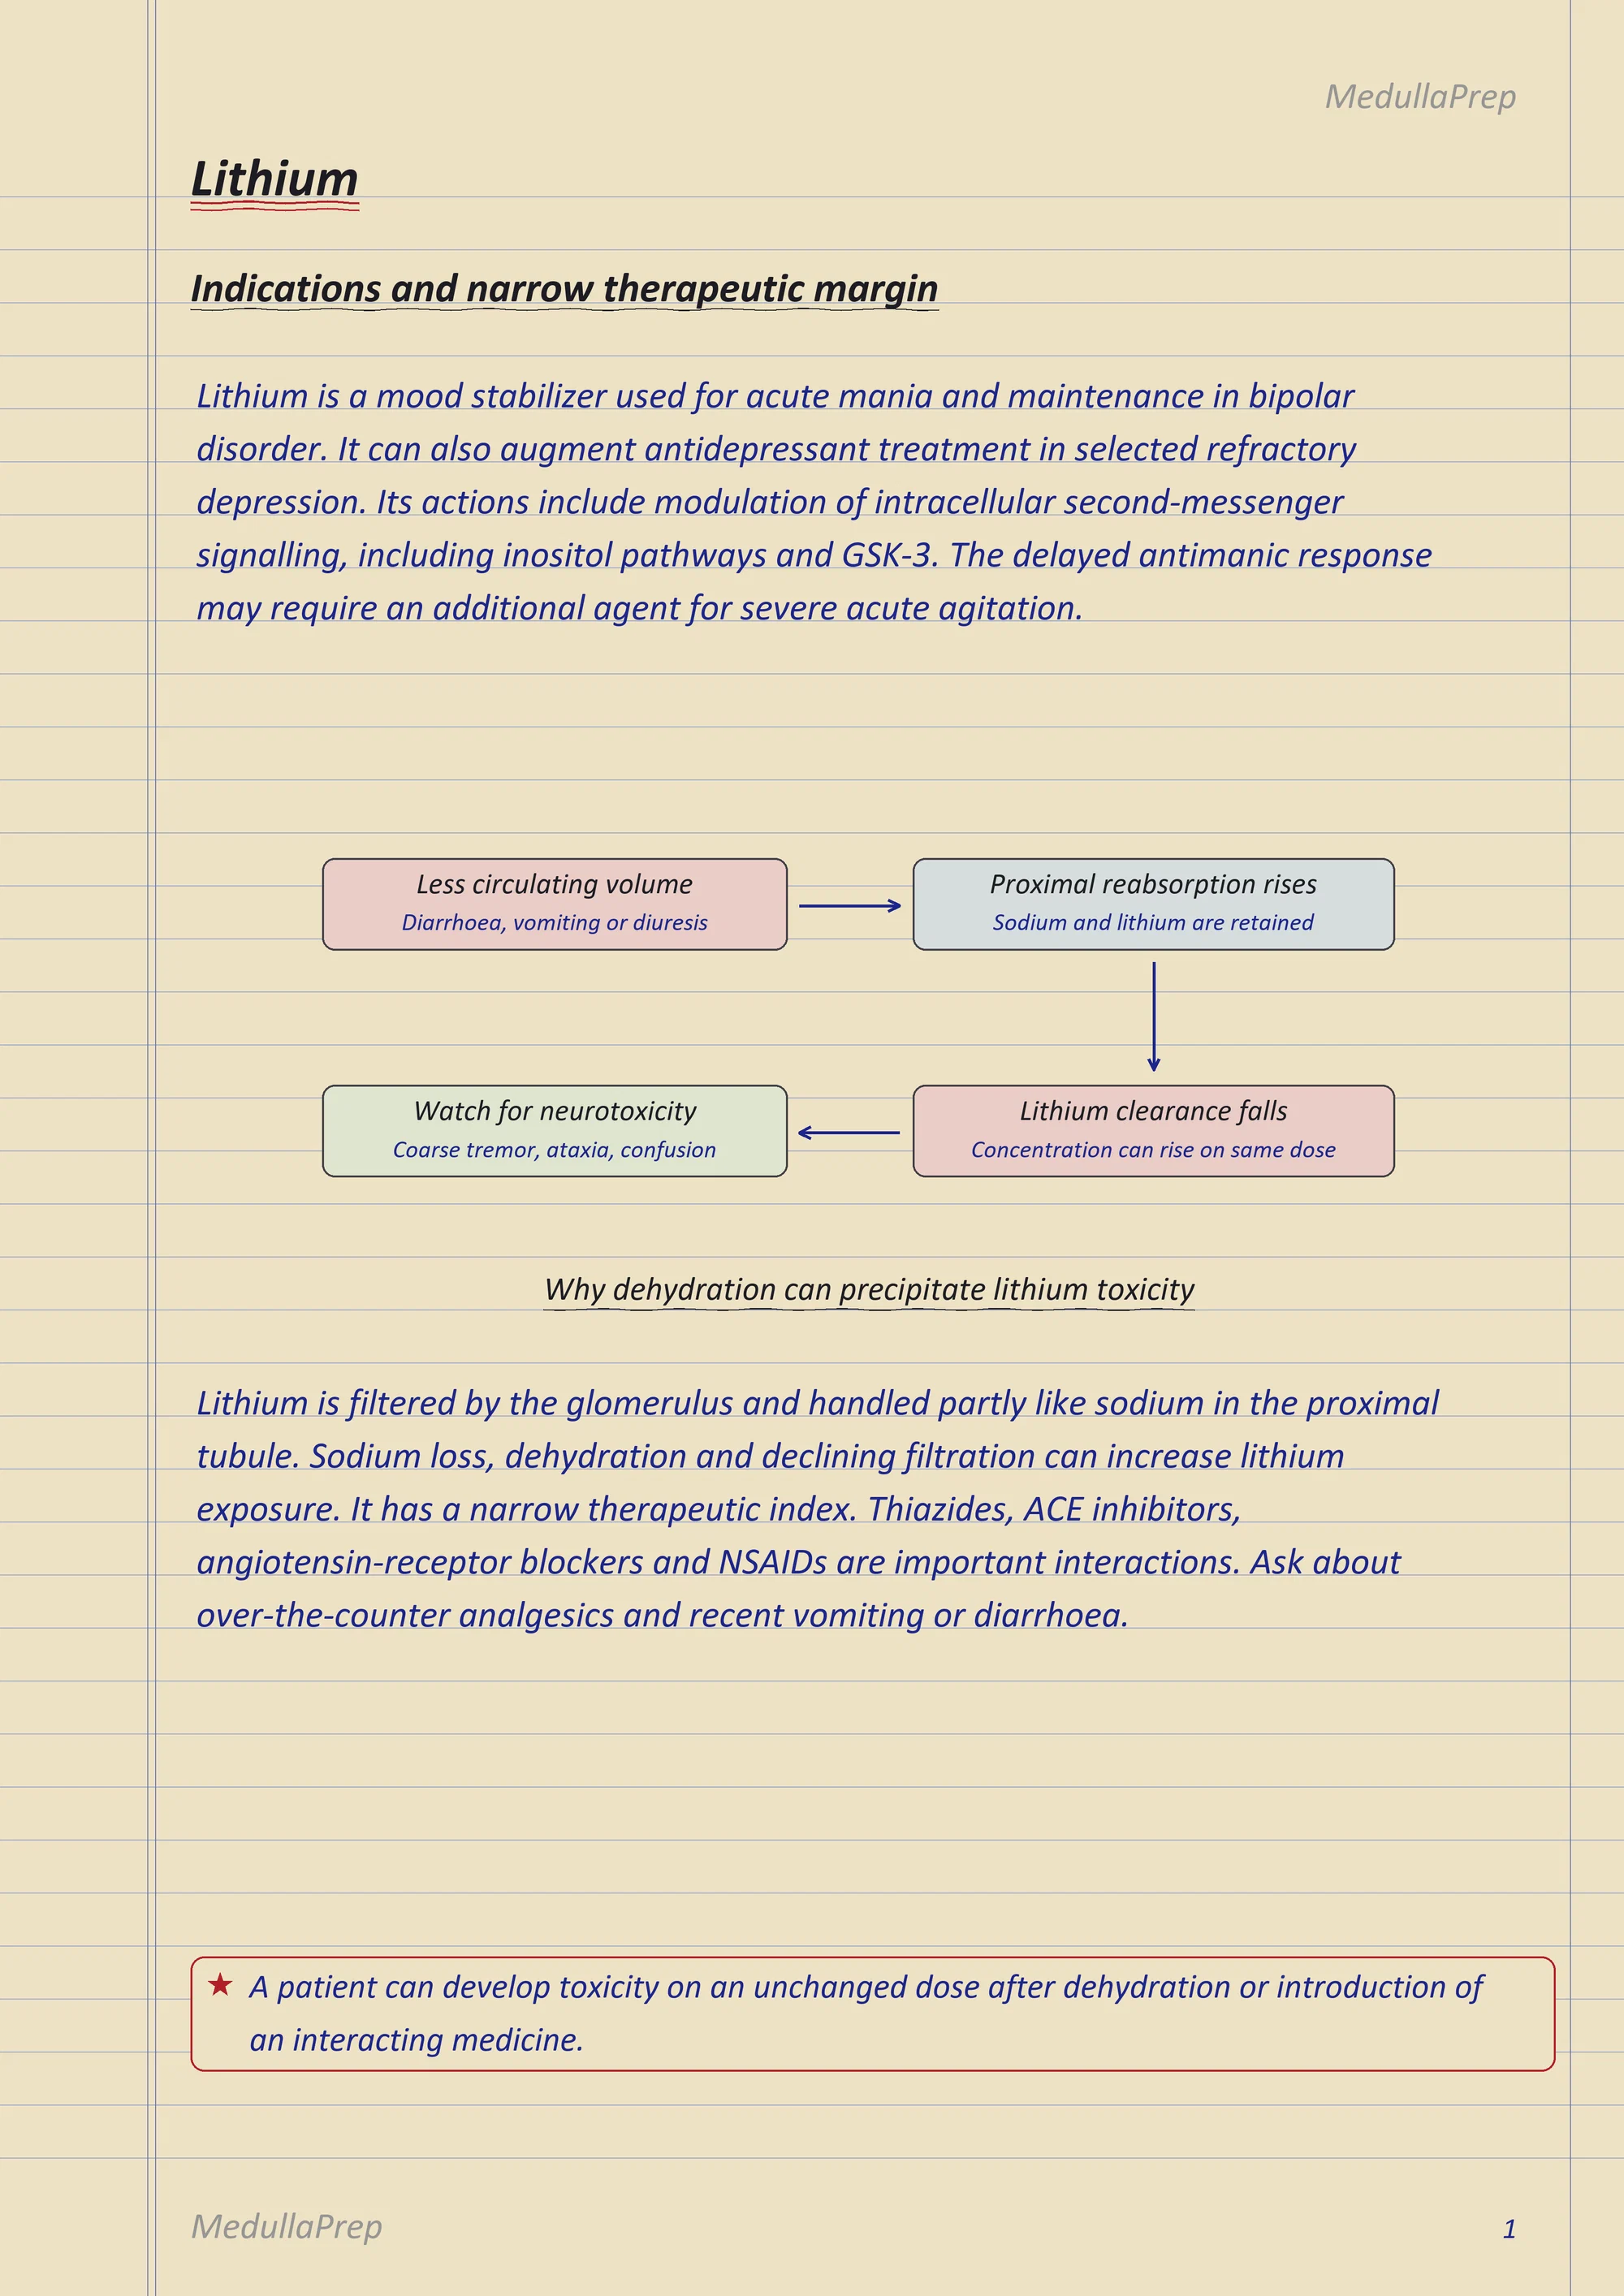 MedullaPrep
Lithium
Indications and narrow therapeutic margin
Lithium is a mood stabilizer used for acute mania and maintenance in bipolar
disorder. It can also augment antidepressant treatment in selected refractory
depression. Its actions include modulation of intracellular second-messenger
signalling, including inositol pathways and GSK-3. The delayed antimanic response
may require an additional agent for severe acute agitation.
Less circulating volume
Diarrhoea, vomiting or diuresis
Proximal reabsorption rises
Sodium and lithium are retained
Watch for neurotoxicity
Coarse tremor, ataxia, confusion
Lithium clearance falls
Concentration can rise on same dose
Why dehydration can precipitate lithium toxicity
Lithium is filtered by the glomerulus and handled partly like sodium in the proximal
tubule. Sodium loss, dehydration and declining filtration can increase lithium
exposure. It has a narrow therapeutic index. Thiazides, ACE inhibitors,
angiotensin-receptor blockers and NSAIDs are important interactions. Ask about
over-the-counter analgesics and recent vomiting or diarrhoea.
★ A patient can develop toxicity on an unchanged dose after dehydration or introduction of
an interacting medicine.
MedullaPrep
1